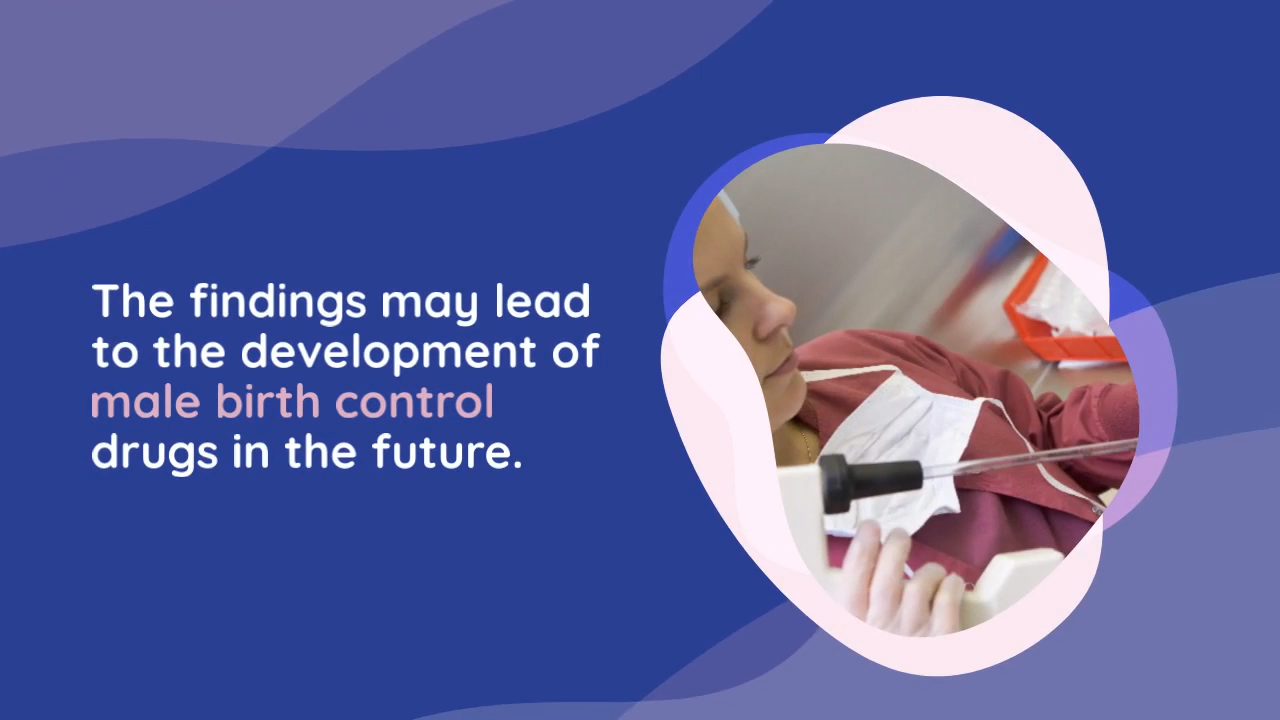 The findings may lead
to the development of
male birth control
drugs in the future.